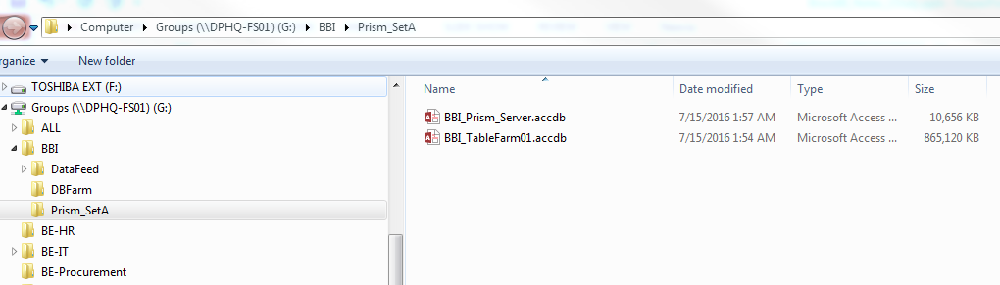 Computer Groups (\\DPHQ-FS01) (G:) BBI Prism_SetA
rganize New folder
TOSHIBA EXT (F:)
Groups (\\DPHQ-FS01) (G:)
ALL
BBI
DataFeed
DBFarm
Prism_SetA
BE-HR
BE-IT
BE-Procurement
Name Date modified Type Size
BBI_Prism_Server.accdb 7/15/2016 1:57 AM Microsoft Access ... 10,656 KB
BBI_TableFarm01.accdb 7/15/2016 1:54 AM Microsoft Access ... 865,120 KB